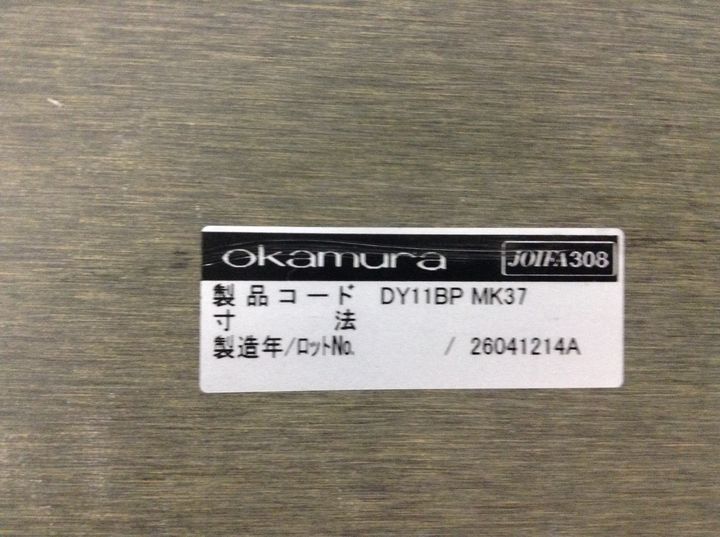 okamura JOIFA308
製品コード DY11BP MK37
寸法
製造年/ロットNo. / 26041214A